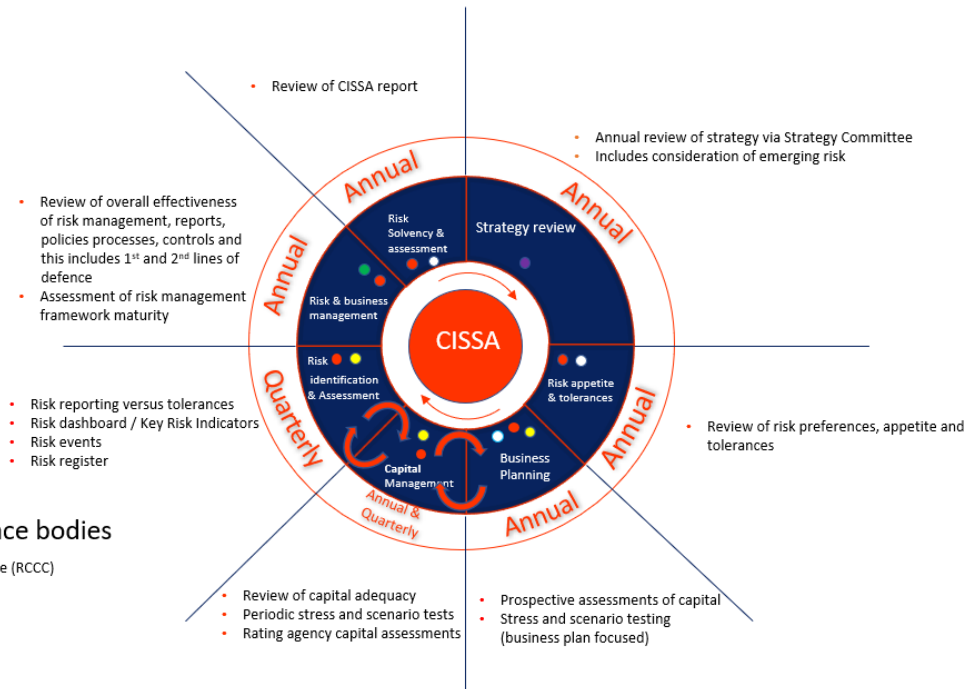 Review of CISSA report
Annual review of strategy via Strategy Committee
Includes consideration of emerging risk
Annual
Annual
Review of overall effectiveness
of risk management, reports,
policies processes, controls and
this includes 1st and 2nd lines of
defence
Assessment of risk management
framework maturity
Annual
Risk
Solvency &
assessment
Strategy review
Risk & business
management
CISSA
Risk
identification
& Assessment
Risk appetite
& tolerances
Quarterly
Annual
Risk reporting versus tolerances
Risk dashboard / Key Risk Indicators
Risk events
Risk register
Review of risk preferences, appetite and
tolerances
Capital
Management
Business
Planning
Annual &
Quarterly
Annual
nce bodies
e (RCCC)
Review of capital adequacy
Periodic stress and scenario tests
Rating agency capital assessments
Prospective assessments of capital
Stress and scenario testing
(business plan focused)